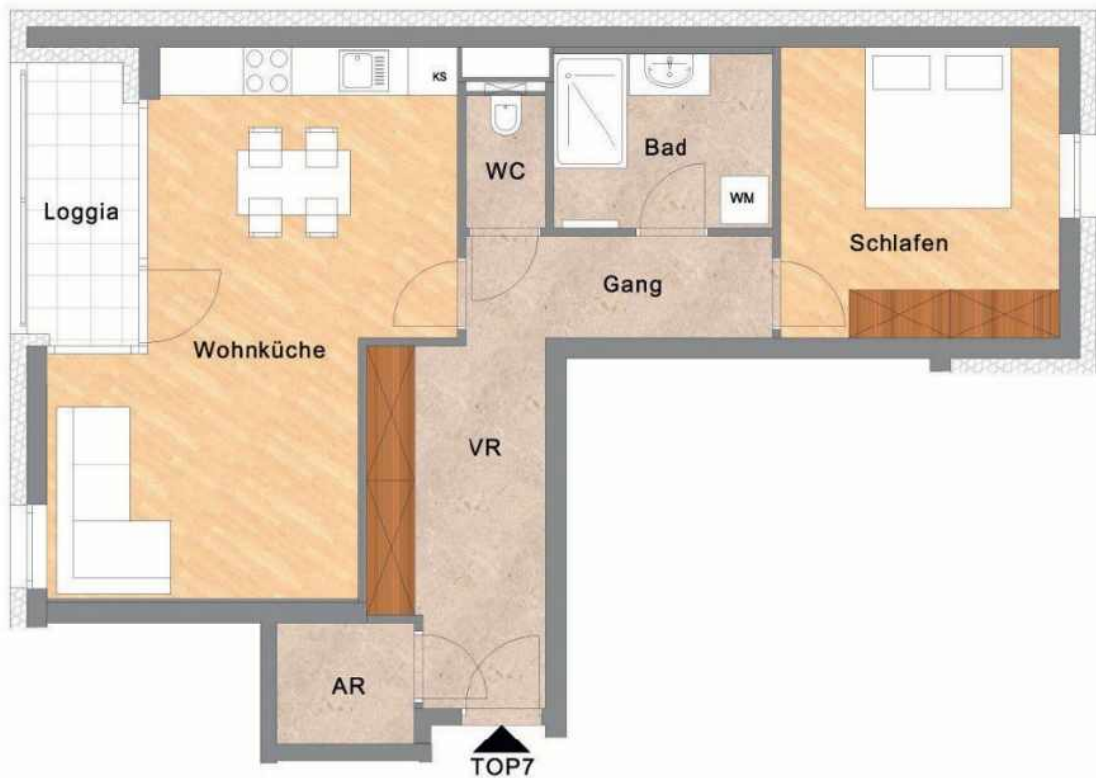 KS
WC
Bad
WM
Loggia
Schlafen
Gang
Wohnküche
VR
AR
TOP7